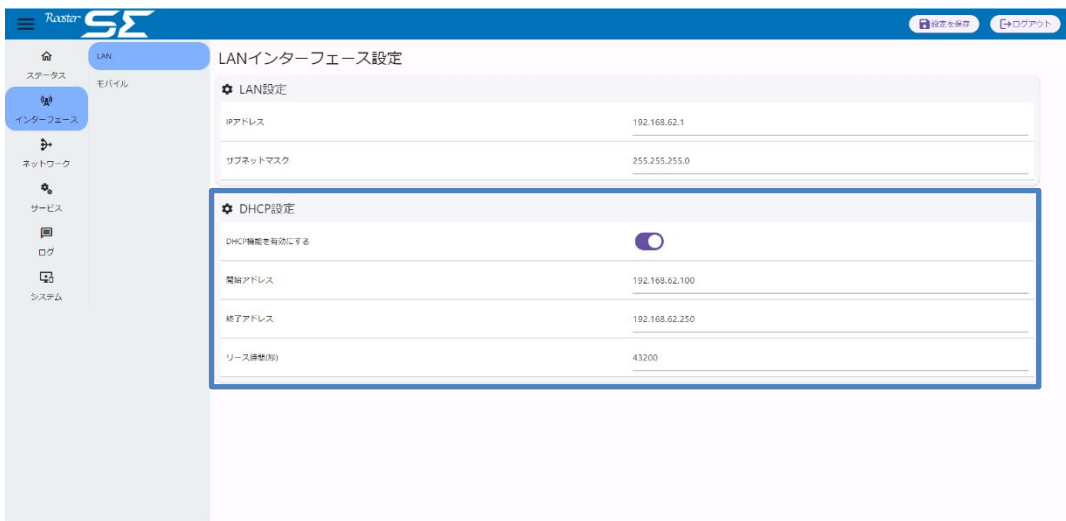 Rooster SE
設定を保存
ログアウト
ステータス
インターフェース
ネットワーク
サービス
ログ
システム
LAN
モバイル
LANインターフェース設定
LAN設定
IPアドレス 192.168.62.1
サブネットマスク 255.255.255.0
DHCP設定
DHCP機能を有効にする
開始アドレス 192.168.62.100
終了アドレス 192.168.62.250
リース時間(秒) 43200